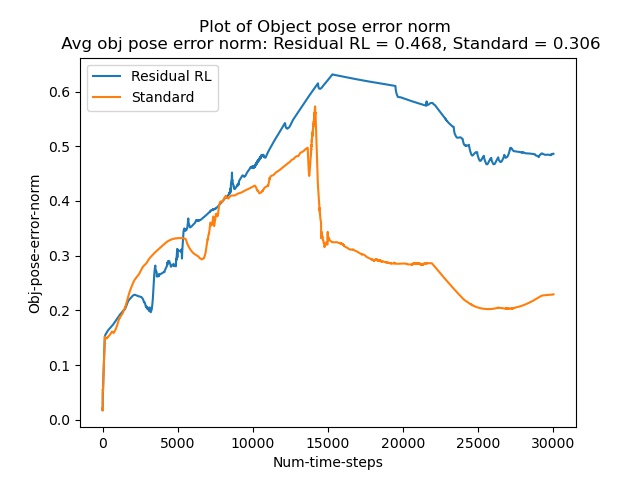 Plot of Object pose error norm
Avg obj pose error norm: Residual RL = 0.468, Standard = 0.306
Residual RL
Standard
0.6
0.5
0.4
0.3
0.2
0.1
0.0
Obj-pose-error-norm
0 5000 10000 15000 20000 25000 30000
Num-time-steps